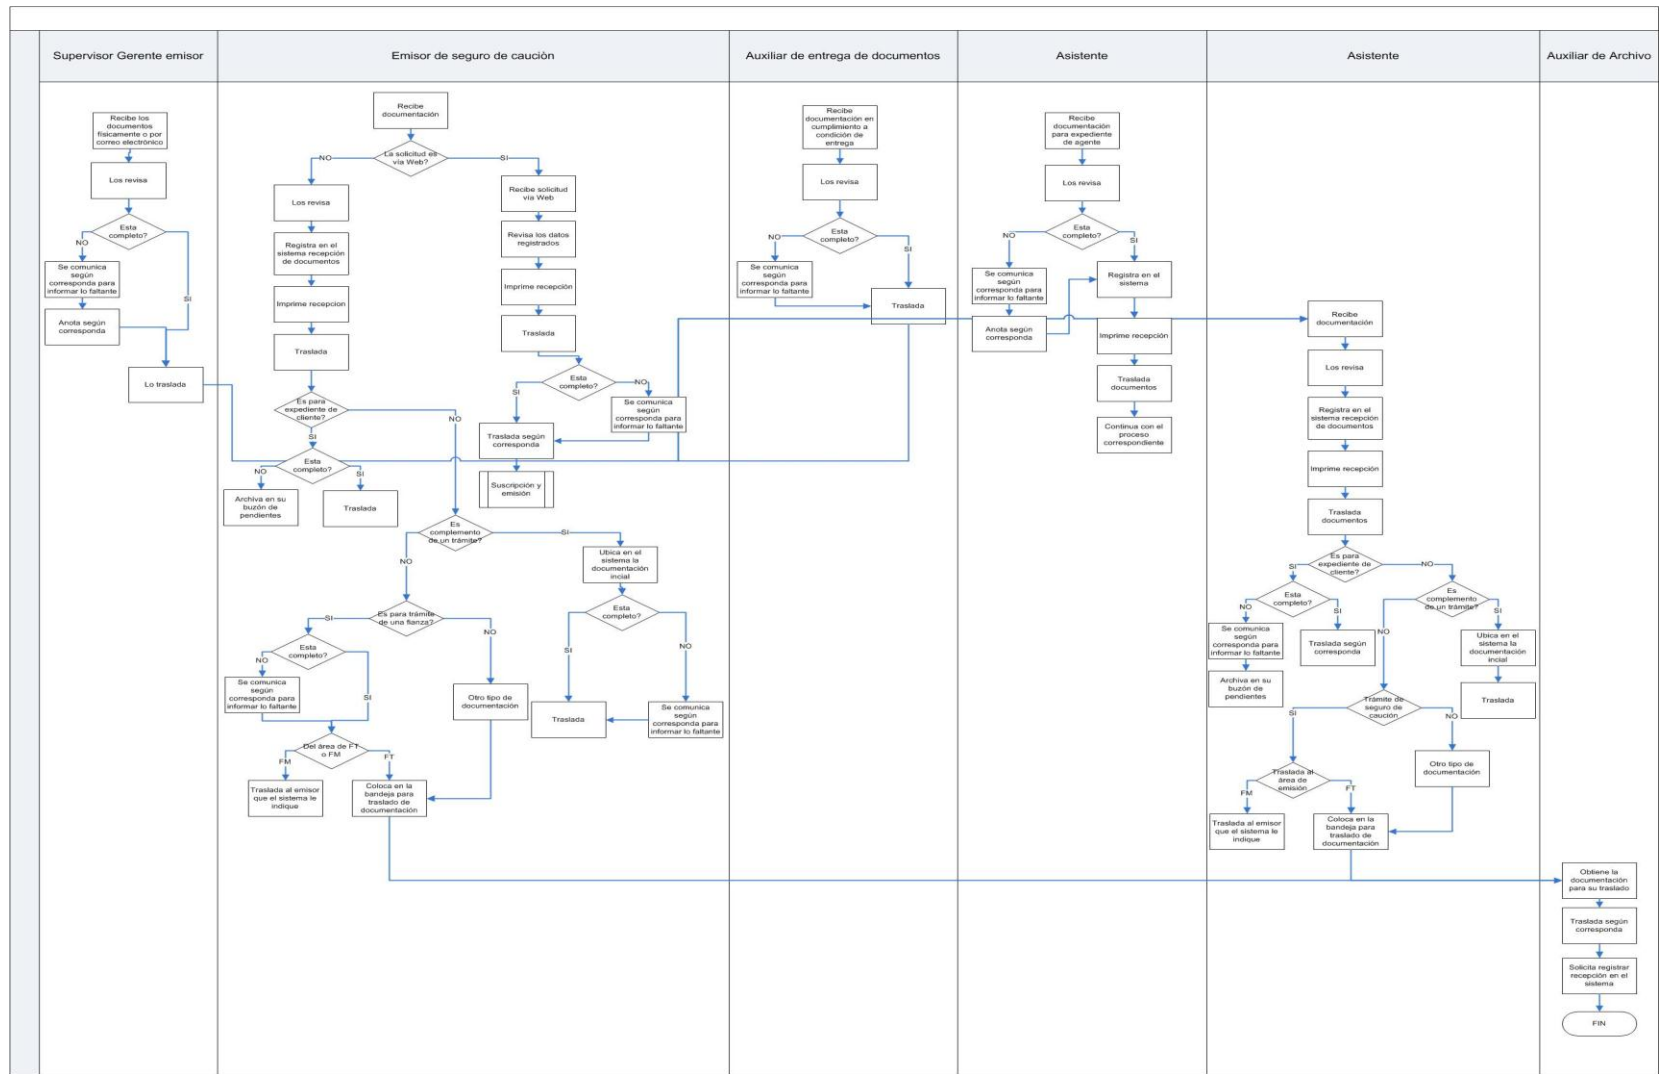 Supervisor Gerente emisor
Emisor de seguro de caución
Auxiliar de entrega de documentos
Asistente
Asistente
Auxiliar de Archivo
Recibe los
documentos
físicamente o por
correo electrónico
Los revisa
Esta
completo?
NO
SI
Se comunica
según
corresponda para
informar lo faltante
Anota según
corresponda
Lo traslada
Recibe
documentación
La solicitud es
vía Web?
NO
SI
Los revisa
Registra en el
sistema recepción
de documentos
Imprime recepcion
Traslada
Es para
expediente de
cliente?
SI
NO
Esta
completo?
NO
SI
Archiva en su
buzón de
pendientes
Traslada
Recibe solicitud
vía Web
Revisa los datos
registrados
Imprime recepción
Traslada
Esta
completo?
SI
NO
Se comunica
según
corresponda para
informar lo faltante
Traslada según
corresponda
Suscripción y
emisión
Es
complemento
de un trámite?
NO
SI
Ubica en el
sistema la
documentación
incial
Esta
completo?
SI
NO
Traslada
Se comunica
según
corresponda para
informar lo faltante
Es para trámite
de una fianza?
SI
NO
Esta
completo?
NO
SI
Se comunica
según
corresponda para
informar lo faltante
Otro tipo de
documentación
Del área de FT
o FM
FM
FT
Traslada al emisor
que el sistema le
indique
Coloca en la
bandeja para
traslado de
documentación
Recibe
documentación en
cumplimiento a
condición de
entrega
Los revisa
Esta
completo?
NO
SI
Se comunica
según
corresponda para
informar lo faltante
Traslada
Recibe
documentación
para expediente
de agente
Los revisa
Esta
completo?
NO
SI
Se comunica
según
corresponda para
informar lo faltante
Anota según
corresponda
Registra en el
sistema
Imprime recepción
Traslada
documentos
Continua con el
proceso
correspondiente
Recibe
documentación
Los revisa
Registra en el
sistema recepción
de documentos
Imprime recepción
Traslada
documentos
Es para
expediente de
cliente?
SI
NO
Esta
completo?
NO
SI
Se comunica
según
corresponda para
informar lo faltante
Archiva en su
buzón de
pendientes
Traslada según
corresponda
Es
complemento
de un trámite?
NO
SI
Ubica en el
sistema la
documentación
incial
Traslada
Trámite de
seguro de
caución
SI
NO
Otro tipo de
documentación
Traslada al
área de
emisión
FM
FT
Traslada al emisor
que el sistema le
indique
Coloca en la
bandeja para
traslado de
documentación
Obtiene la
documentación
para su traslado
Traslada según
corresponda
Solicita registrar
recepción en el
sistema
FIN